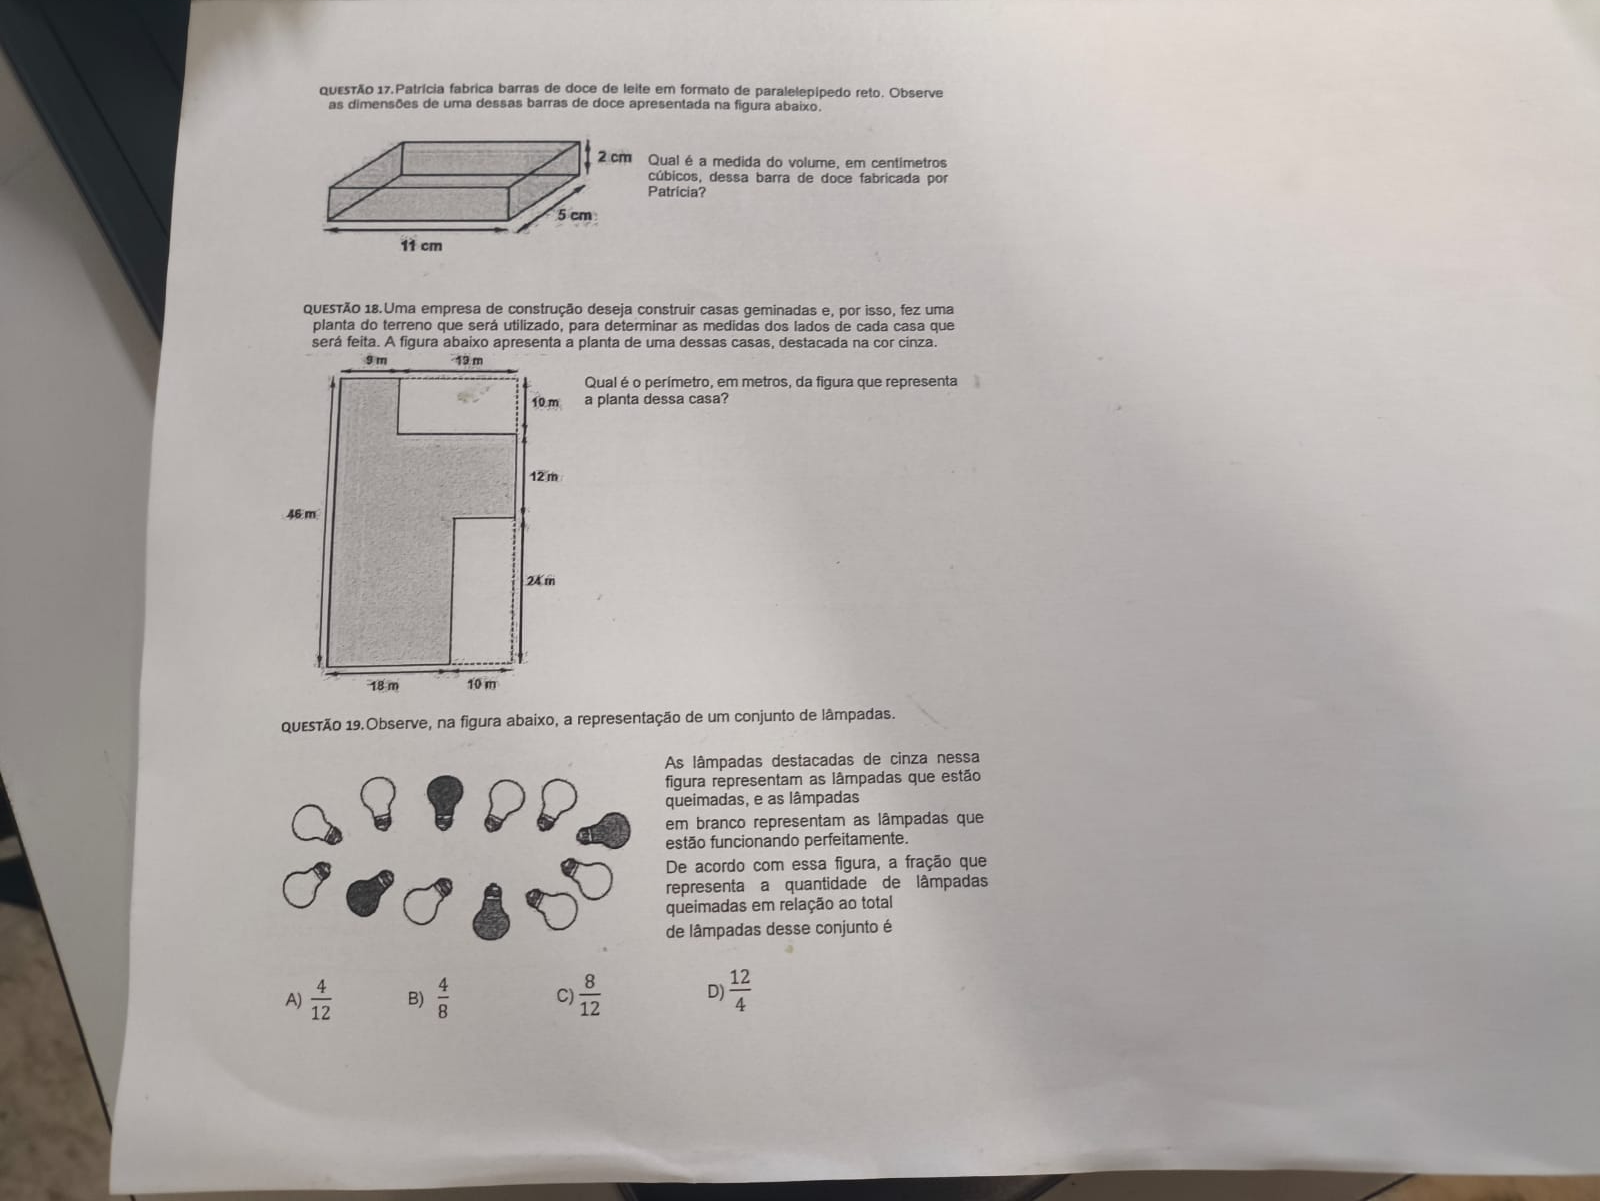 QUESTÃO 17. Patrícia fabrica barras de doce de leite em formato de paralelepípedo reto. Observe
as dimensões de uma dessas barras de doce apresentada na figura abaixo.
2 cm
Qual é a medida do volume, em centímetros
cúbicos, dessa barra de doce fabricada por
Patrícia?
5 cm
11 cm
QUESTÃO 18. Uma empresa de construção deseja construir casas geminadas e, por isso, fez uma
planta do terreno que será utilizado, para determinar as medidas dos lados de cada casa que
será feita. A figura abaixo apresenta a planta de uma dessas casas, destacada na cor cinza.
9 m 19 m
Qual é o perímetro, em metros, da figura que representa
a planta dessa casa?
10 m
12 m
46 m
24 m
18 m 10 m
QUESTÃO 19. Observe, na figura abaixo, a representação de um conjunto de lâmpadas.
As lâmpadas destacadas de cinza nessa
figura representam as lâmpadas que estão
queimadas, e as lâmpadas
em branco representam as lâmpadas que
estão funcionando perfeitamente.
De acordo com essa figura, a fração que
representa a quantidade de lâmpadas
queimadas em relação ao total
de lâmpadas desse conjunto é
A) 4/12 B) 4/8 C) 8/12 D) 12/4